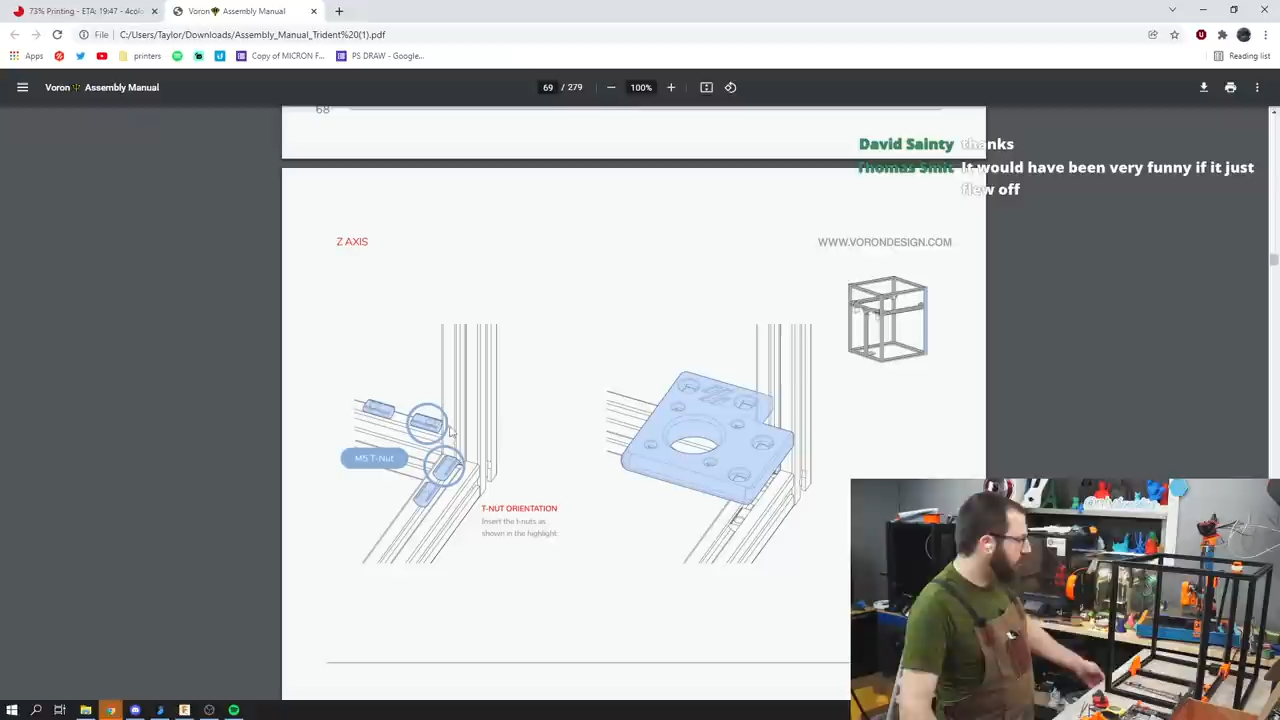 73% Printing - ETA: 19:47 - 4colo
Voron Assembly Manual
File
C:/Users/Taylor/Downloads/Assembly_Manual_Trident%20(1).pdf
Apps
printers
Copy of MICRON F...
PS DRAW - Google...
Reading list
Voron Assembly Manual
69 / 279
100%
68
David Sainty thanks
Thomas Smit It would have been very funny if it just
flew off
Z AXIS
WWW.VORONDESIGN.COM
M5 T-Nut
T-NUT ORIENTATION
Insert the t-nuts as
shown in the highlight.